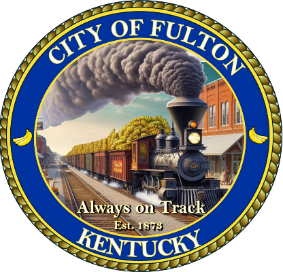 CITY OF FULTON
Always on Track
Est. 1873
KENTUCKY